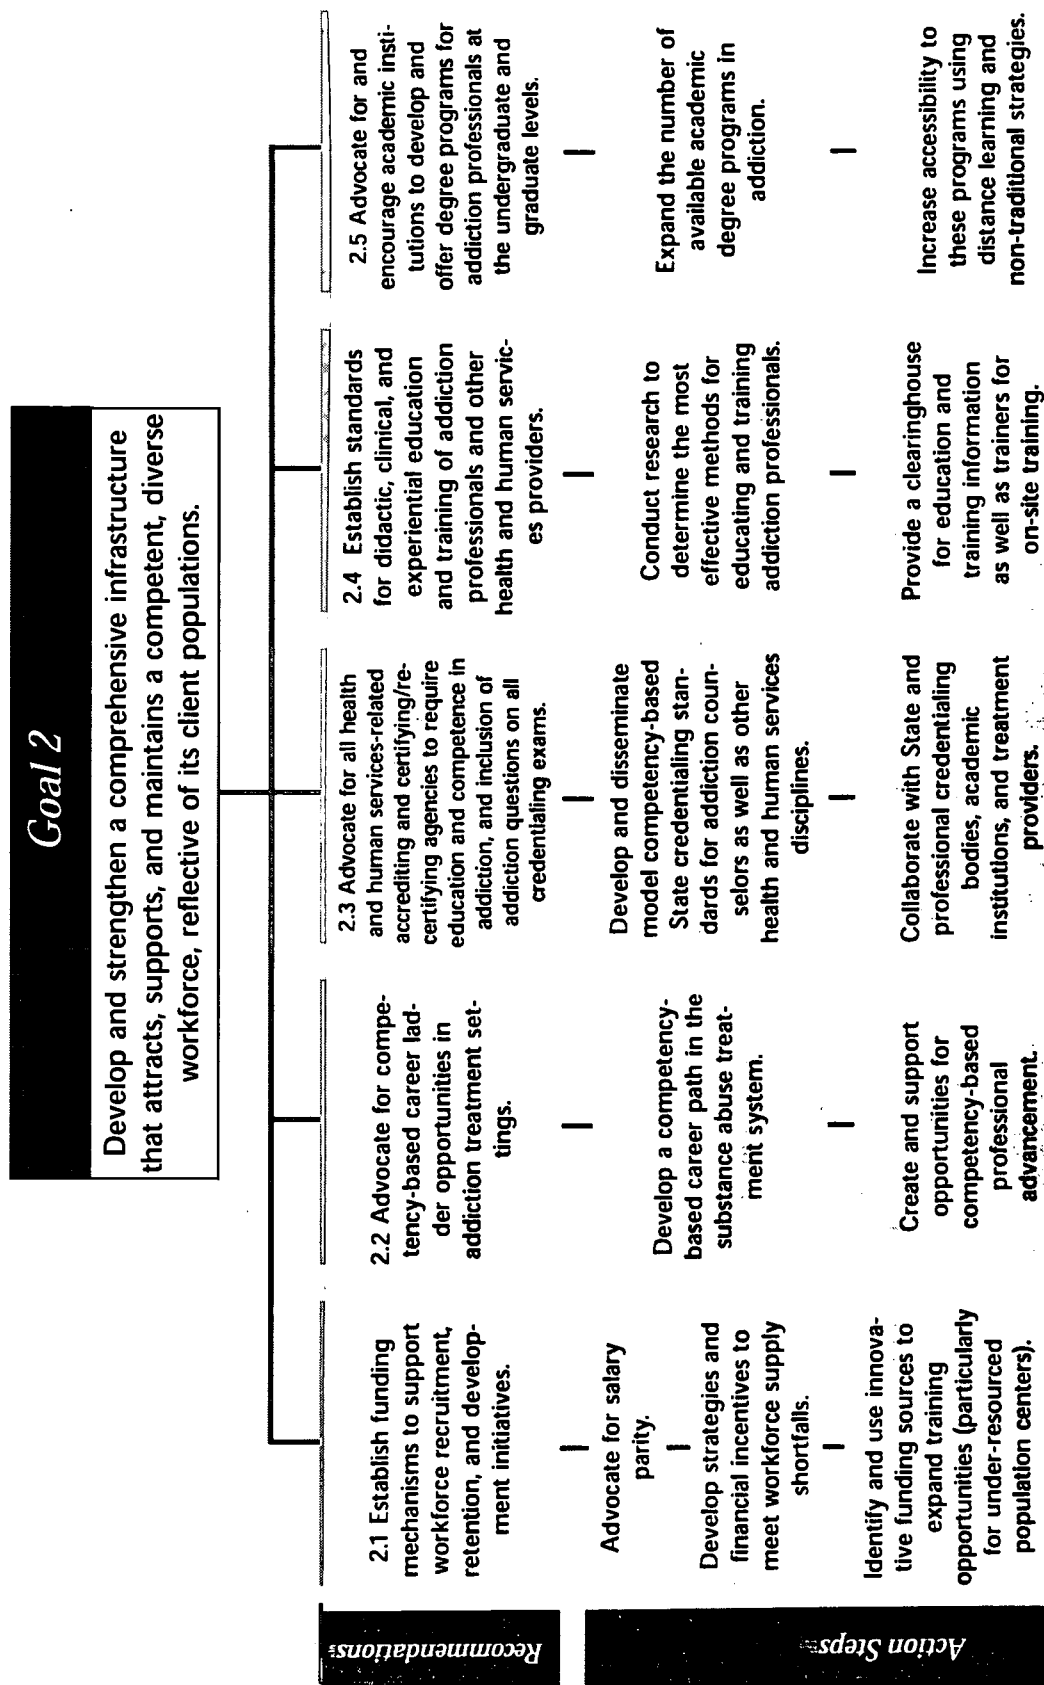 Goal 2
Develop and strengthen a comprehensive infrastructure
that attracts, supports, and maintains a competent, diverse
workforce, reflective of its client populations.
Recommendations
2.1 Establish funding
mechanisms to support
workforce recruitment,
retention, and develop-
ment initiatives.
2.2 Advocate for compe-
tency-based career lad-
der opportunities in
addiction treatment set-
tings.
2.3 Advocate for all health
and human services-related
accrediting and certifying/re-
certifying agencies to require
education and competence in
addiction, and inclusion of
addiction questions on all
credentialing exams.
2.4 Establish standards
for didactic, clinical, and
experiential education
and training of addiction
professionals and other
health and human servic-
es providers.
2.5 Advocate for and
encourage academic insti-
tutions to develop and
offer degree programs for
addiction professionals at
the undergraduate and
graduate levels.
Action Steps
Advocate for salary
parity.
Develop strategies and
financial incentives to
meet workforce supply
shortfalls.
Identify and use innova-
tive funding sources to
expand training
opportunities (particularly
for under-resourced
population centers).
Develop a competency-
based career path in the
substance abuse treat-
ment system.
Create and support
opportunities for
competency-based
professional
advancement.
Develop and disseminate
model competency-based
State credentialing stan-
dards for addiction coun-
selors as well as other
health and human services
disciplines.
Collaborate with State and
professional credentialing
bodies, academic
institutions, and treatment
providers.
Conduct research to
determine the most
effective methods for
educating and training
addiction professionals.
Provide a clearinghouse
for education and
training information
as well as trainers for
on-site training.
Expand the number of
available academic
degree programs in
addiction.
Increase accessibility to
these programs using
distance learning and
non-traditional strategies.